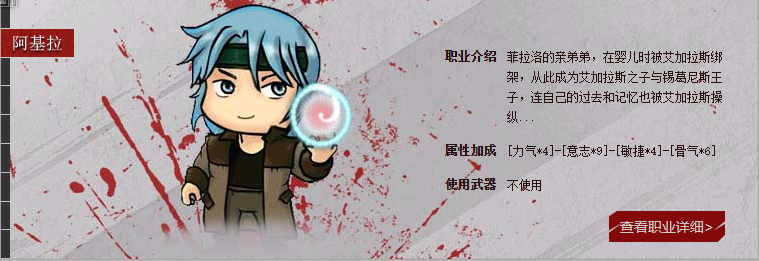 阿基拉
职业介绍 菲拉洛的亲弟弟，在婴儿时被艾加拉斯绑
架，从此成为艾加拉斯之子与锡葛尼斯王
子，连自己的过去和记忆也被艾加拉斯操
纵...
属性加成 [力气*4]-[意志*9]-[敏捷*4]-[骨气*6]
使用武器 不使用
查看职业详细>